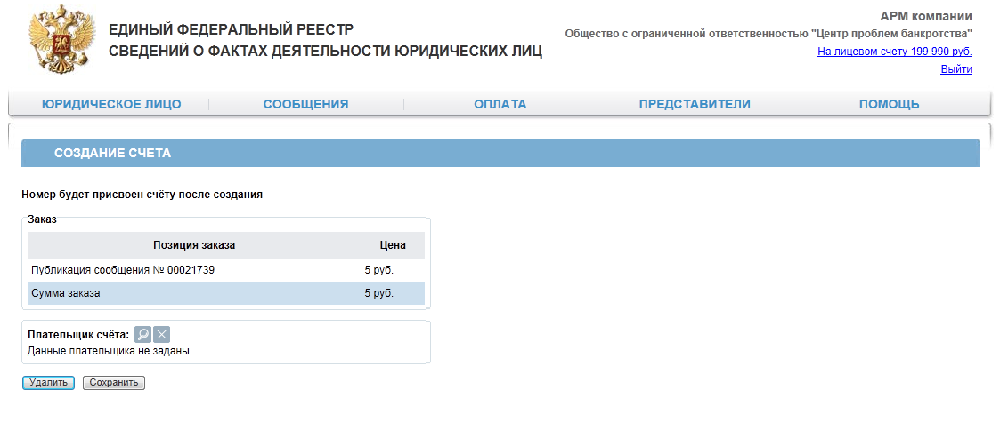 ЕДИНЫЙ ФЕДЕРАЛЬНЫЙ РЕЕСТР
СВЕДЕНИЙ О ФАКТАХ ДЕЯТЕЛЬНОСТИ ЮРИДИЧЕСКИХ ЛИЦ
АРМ компании
Общество с ограниченной ответственностью "Центр проблем банкротства"
На лицевом счету 199 990 руб.
Выйти
ЮРИДИЧЕСКОЕ ЛИЦО СООБЩЕНИЯ ОПЛАТА ПРЕДСТАВИТЕЛИ ПОМОЩЬ
СОЗДАНИЕ СЧЁТА
Номер будет присвоен счёту после создания
Заказ
Позиция заказа Цена
Публикация сообщения № 00021739 5 руб.
Сумма заказа 5 руб.
Плательщик счёта:
Данные плательщика не заданы
Удалить Сохранить